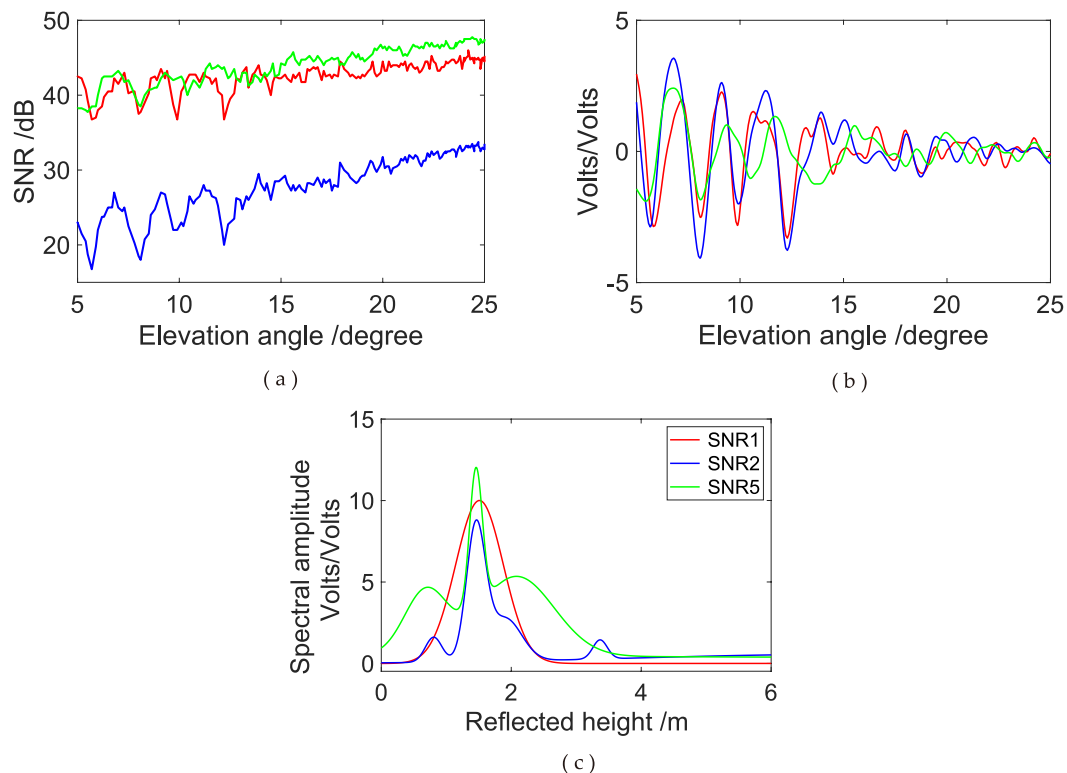 50
40
30
20
SNR /dB
5 10 15 20 25
Elevation angle /degree
( a )
5
0
-5
Volts/Volts
5 10 15 20 25
Elevation angle /degree
( b )
15
10
5
0
Spectral amplitude
Volts/Volts
SNR1
SNR2
SNR5
0 2 4 6
Reflected height /m
( c )